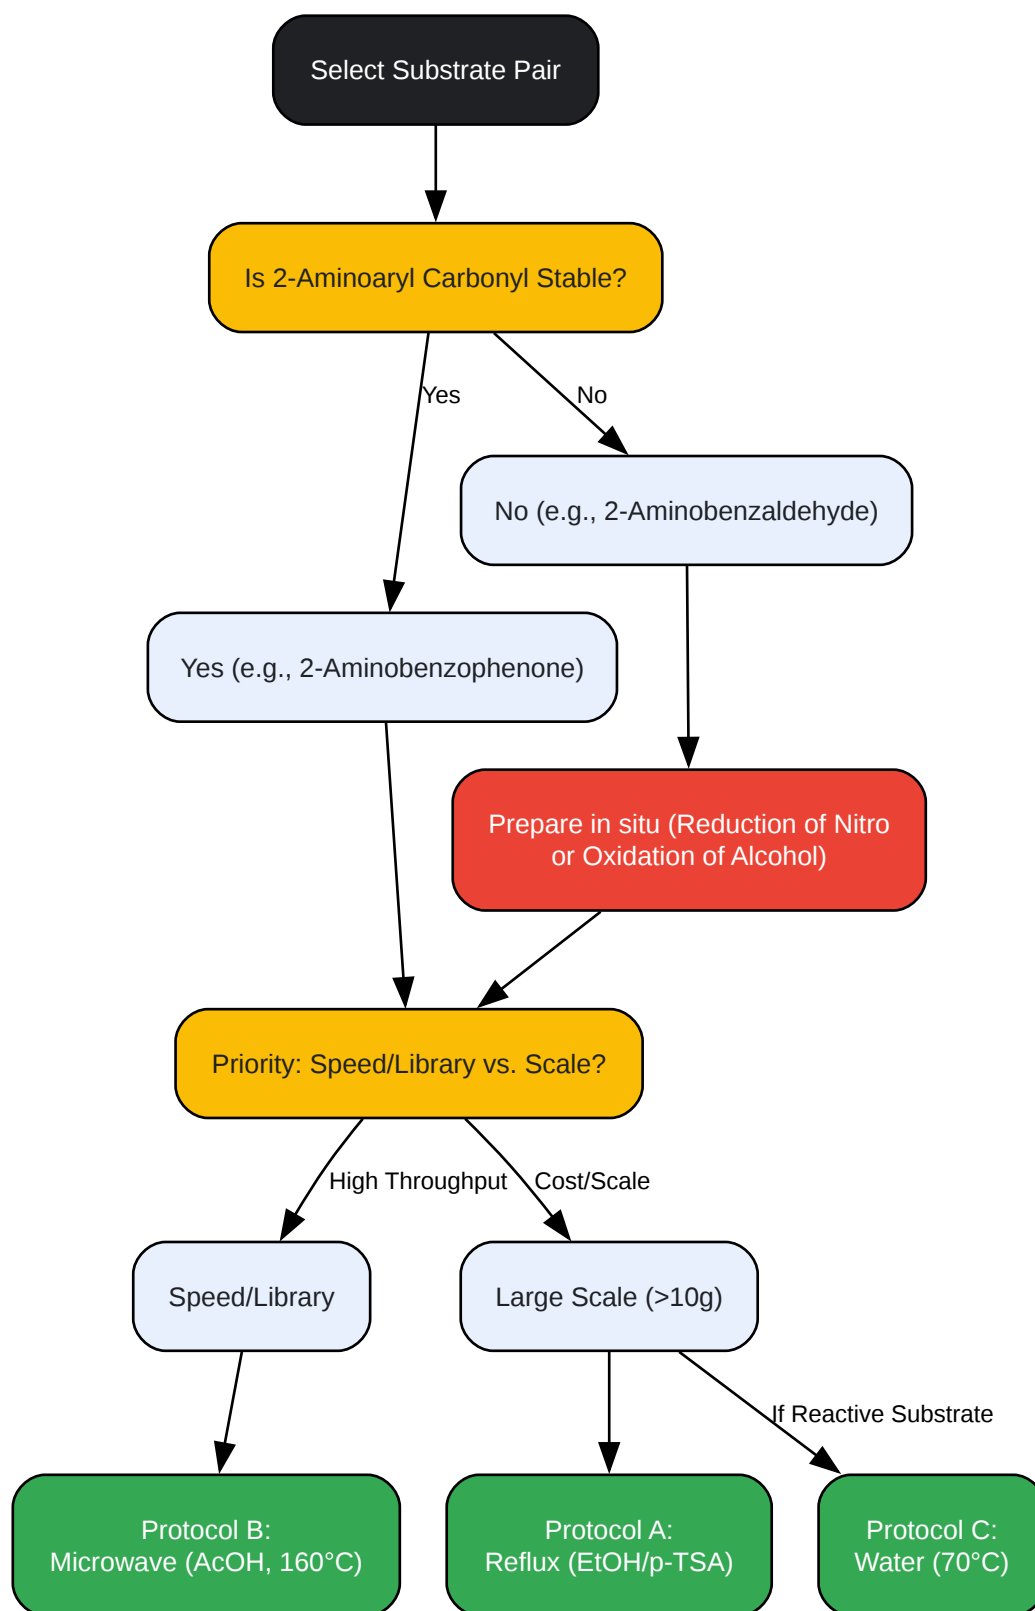 Select Substrate Pair
Is 2-Aminoaryl Carbonyl Stable?
Yes
No
No (e.g., 2-Aminobenzaldehyde)
Yes (e.g., 2-Aminobenzophenone)
Prepare in situ (Reduction of Nitro
or Oxidation of Alcohol)
Priority: Speed/Library vs. Scale?
High Throughput
Cost/Scale
Speed/Library
Large Scale (>10g)
If Reactive Substrate
Protocol B:
Microwave (AcOH, 160°C)
Protocol A:
Reflux (EtOH/p-TSA)
Protocol C:
Water (70°C)